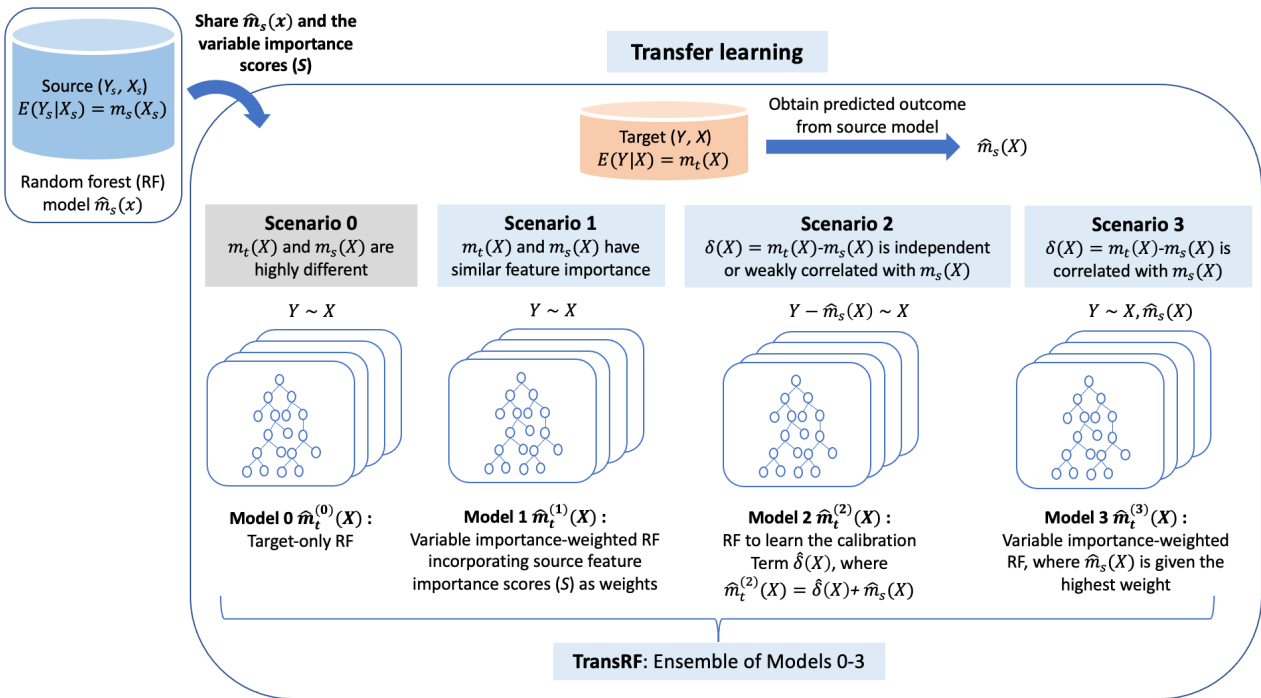 Source (Yₛ, Xₛ)
E(Yₛ|Xₛ) = mₛ(Xₛ)
Random forest (RF)
model m̂ₛ(x)
Share m̂ₛ(x) and the
variable importance
scores (S)
Transfer learning
Target (Y, X)
E(Y|X) = mₜ(X)
Obtain predicted outcome
from source model
m̂ₛ(X)
Scenario 0
mₜ(X) and mₛ(X) are
highly different
Y ~ X
Model 0 m̂ₜ⁽⁰⁾(X) :
Target-only RF
Scenario 1
mₜ(X) and mₛ(X) have
similar feature importance
Y ~ X
Model 1 m̂ₜ⁽¹⁾(X) :
Variable importance-weighted RF
incorporating source feature
importance scores (S) as weights
Scenario 2
δ(X) = mₜ(X)-mₛ(X) is independent
or weakly correlated with mₛ(X)
Y − m̂ₛ(X) ~ X
Model 2 m̂ₜ⁽²⁾(X) :
RF to learn the calibration
Term δ̂(X), where
m̂ₜ⁽²⁾(X) = δ̂(X)+ m̂ₛ(X)
Scenario 3
δ(X) = mₜ(X)-mₛ(X) is
correlated with mₛ(X)
Y ~ X, m̂ₛ(X)
Model 3 m̂ₜ⁽³⁾(X) :
Variable importance-weighted
RF, where m̂ₛ(X) is given the
highest weight
TransRF: Ensemble of Models 0-3